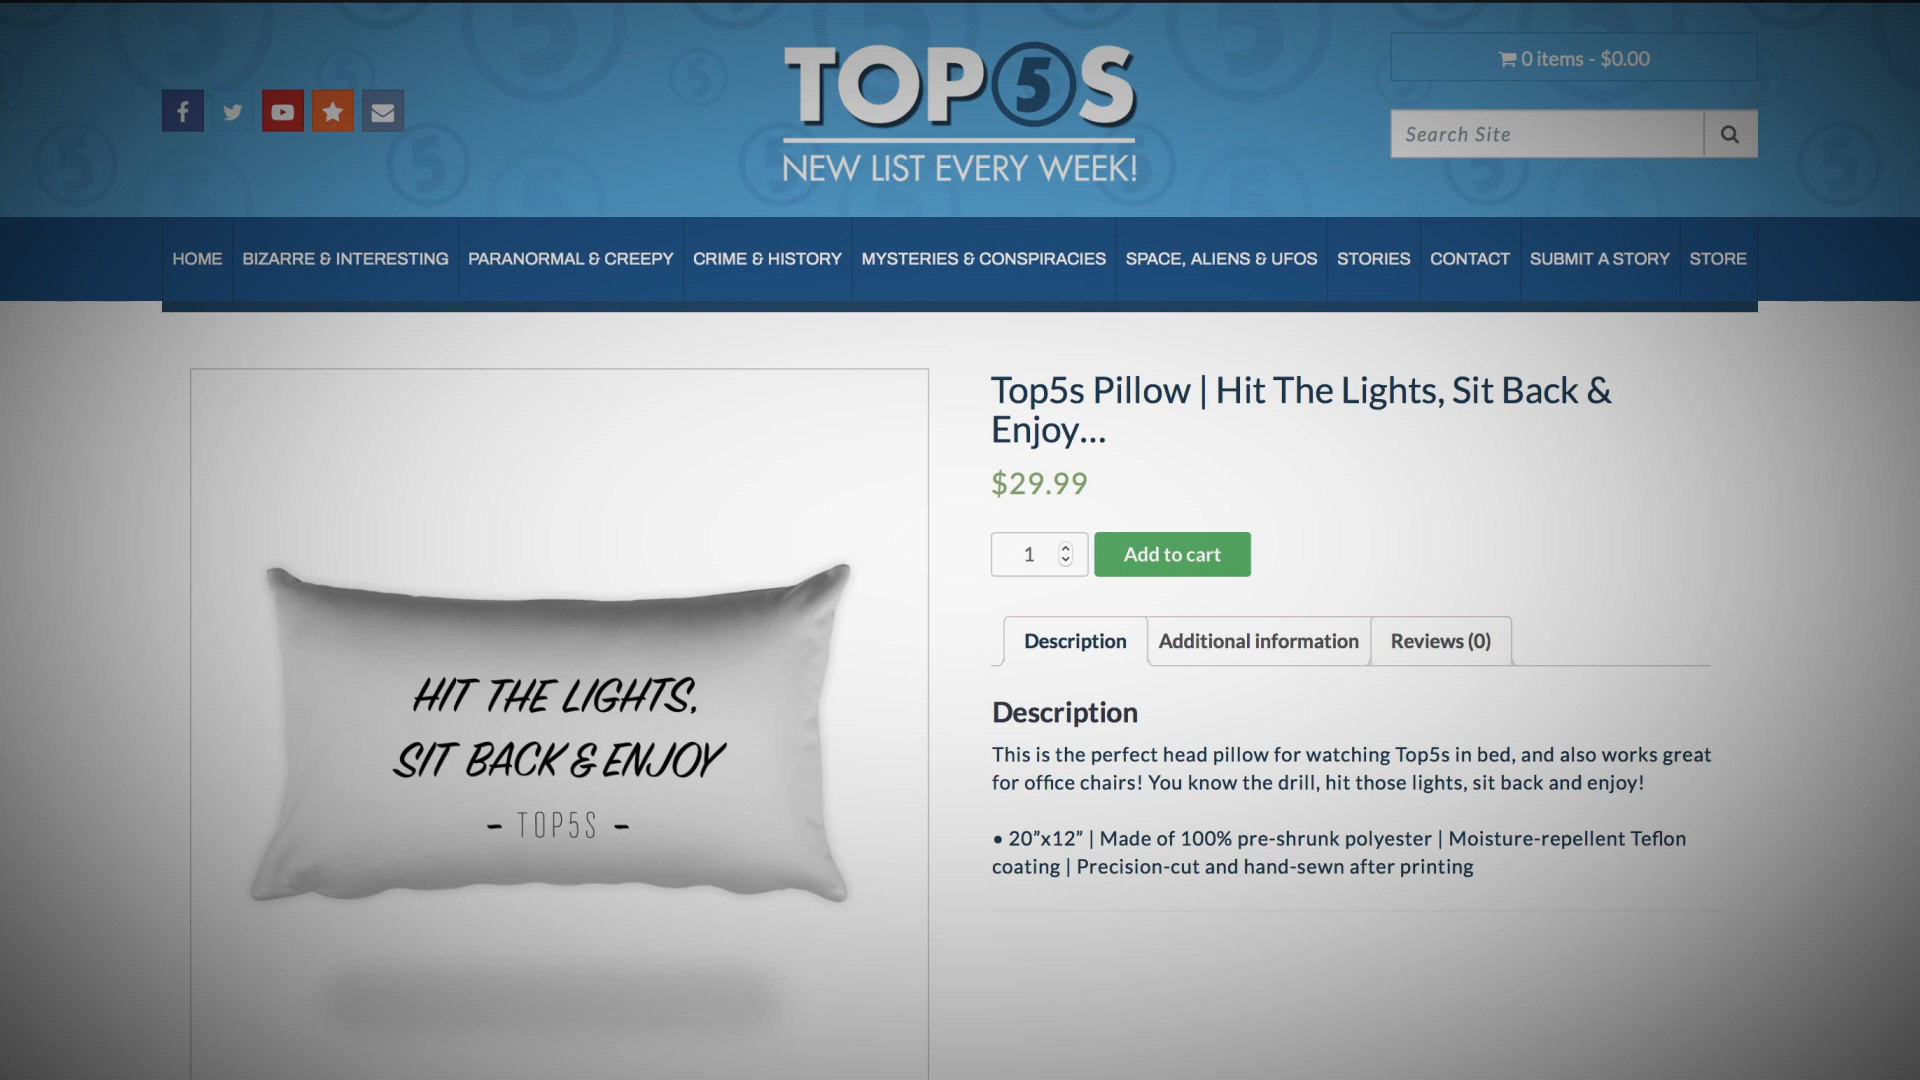 TOP5S
NEW LIST EVERY WEEK!
0 items - $0.00
Search Site
HOME
BIZARRE & INTERESTING
PARANORMAL & CREEPY
CRIME & HISTORY
MYSTERIES & CONSPIRACIES
SPACE, ALIENS & UFOS
STORIES
CONTACT
SUBMIT A STORY
STORE
HIT THE LIGHTS,
SIT BACK & ENJOY
- TOP5S -
Top5s Pillow | Hit The Lights, Sit Back &
Enjoy...
$29.99
1
Add to cart
Description
Additional information
Reviews (0)
Description
This is the perfect head pillow for watching Top5s in bed, and also works great
for office chairs! You know the drill, hit those lights, sit back and enjoy!
• 20”x12” | Made of 100% pre-shrunk polyester | Moisture-repellent Teflon
coating | Precision-cut and hand-sewn after printing